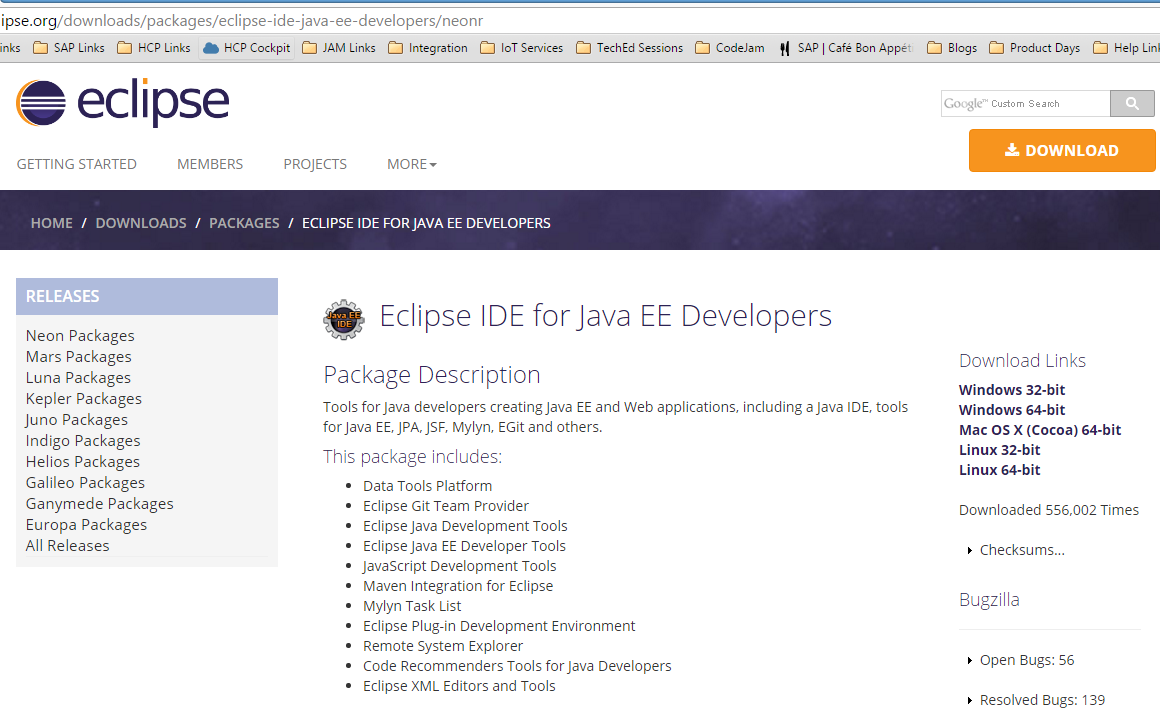 ipse.org/downloads/packages/eclipse-ide-java-ee-developers/neonr
inks SAP Links HCP Links HCP Cockpit JAM Links Integration IoT Services TechEd Sessions CodeJam SAP | Café Bon Appéti Blogs Product Days Help Link
eclipse
Google™ Custom Search
DOWNLOAD
GETTING STARTED MEMBERS PROJECTS MORE
HOME / DOWNLOADS / PACKAGES / ECLIPSE IDE FOR JAVA EE DEVELOPERS
RELEASES
Neon Packages
Mars Packages
Luna Packages
Kepler Packages
Juno Packages
Indigo Packages
Helios Packages
Galileo Packages
Ganymede Packages
Europa Packages
All Releases
Java EE
IDE
Eclipse IDE for Java EE Developers
Package Description
Tools for Java developers creating Java EE and Web applications, including a Java IDE, tools
for Java EE, JPA, JSF, Mylyn, EGit and others.
This package includes:
Data Tools Platform
Eclipse Git Team Provider
Eclipse Java Development Tools
Eclipse Java EE Developer Tools
JavaScript Development Tools
Maven Integration for Eclipse
Mylyn Task List
Eclipse Plug-in Development Environment
Remote System Explorer
Code Recommenders Tools for Java Developers
Eclipse XML Editors and Tools
Download Links
Windows 32-bit
Windows 64-bit
Mac OS X (Cocoa) 64-bit
Linux 32-bit
Linux 64-bit
Downloaded 556,002 Times
Checksums...
Bugzilla
Open Bugs: 56
Resolved Bugs: 139